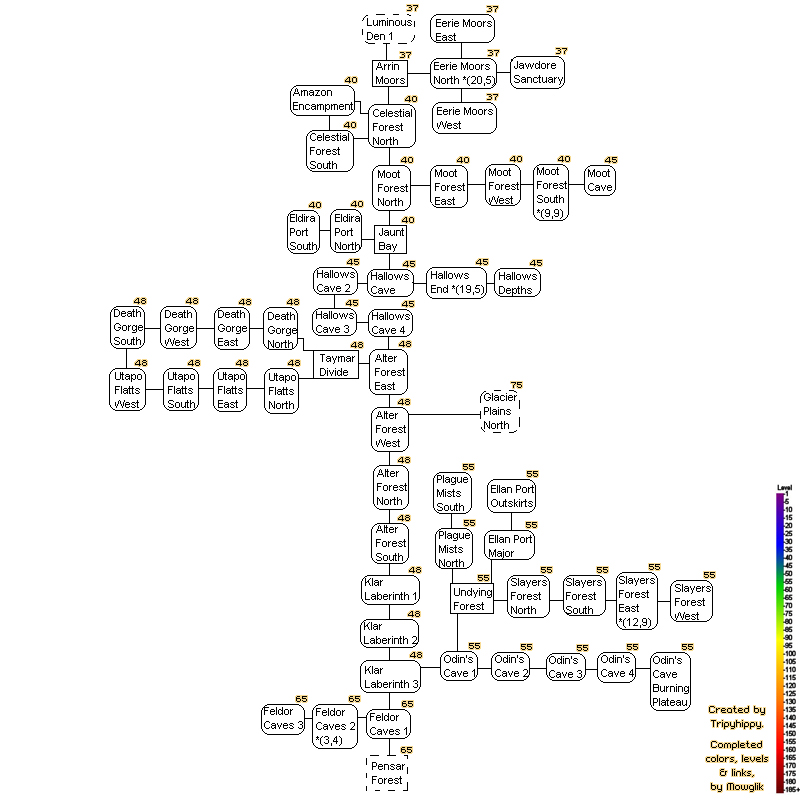 37
Luminous
Den 1
37
Eerie Moors
East
37
Arrin
Moors
37
Eerie Moors
North *(20,5)
37
Jawdore
Sanctuary
40
Amazon
Encampment
40
Celestial
Forest
North
37
Eerie Moors
West
40
Celestial
Forest
South
40
Moot
Forest
North
40
Moot
Forest
East
40
Moot
Forest
West
40
Moot
Forest
South
*(9,9)
45
Moot
Cave
40
Eldira
Port
South
40
Eldira
Port
North
40
Jaunt
Bay
45
Hallows
Cave 2
45
Hallows
Cave
45
Hallows
End *(19,5)
45
Hallows
Depths
48
Death
Gorge
South
48
Death
Gorge
West
48
Death
Gorge
East
48
Death
Gorge
North
45
Hallows
Cave 3
45
Hallows
Cave 4
48
Taymar
Divide
48
Alter
Forest
East
48
Utapo
Flatts
West
48
Utapo
Flatts
South
48
Utapo
Flatts
East
48
Utapo
Flatts
North
75
Glacier
Plains
North
48
Alter
Forest
West
48
Alter
Forest
North
55
Plague
Mists
South
55
Ellan Port
Outskirts
48
Alter
Forest
South
55
Plague
Mists
North
55
Ellan Port
Major
48
Klar
Laberinth 1
55
Undying
Forest
55
Slayers
Forest
North
55
Slayers
Forest
South
55
Slayers
Forest
East
*(12,9)
55
Slayers
Forest
West
48
Klar
Laberinth 2
48
Klar
Laberinth 3
55
Odin's
Cave 1
55
Odin's
Cave 2
55
Odin's
Cave 3
55
Odin's
Cave 4
55
Odin's
Cave
Burning
Plateau
65
Feldor
Caves 3
65
Feldor
Caves 2
*(3,4)
65
Feldor
Caves 1
65
Pensar
Forest
Level
1
5
10
15
20
25
30
35
40
45
50
55
60
65
70
75
80
85
90
95
100
105
110
115
120
125
130
135
140
145
150
155
160
165
170
175
180
185+
Created by
Tripyhippy.
Completed
colors, levels
& links,
by Mowglik